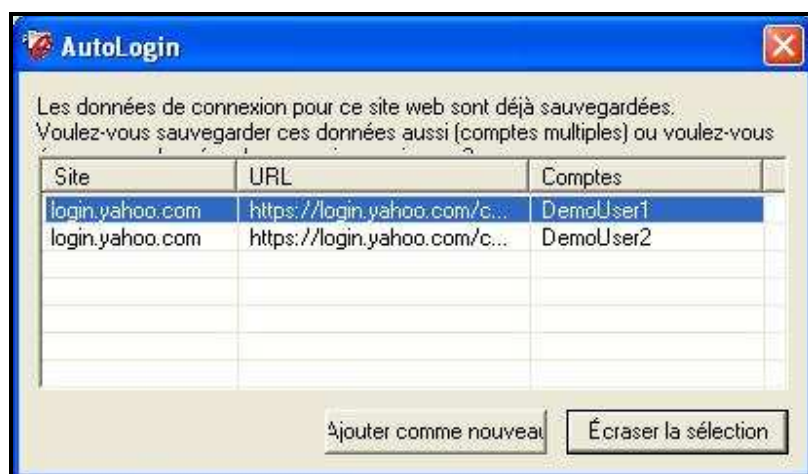 AutoLogin
Les données de connexion pour ce site web sont déjà sauvegardées.
Voulez-vous sauvegarder ces données aussi (comptes multiples) ou voulez-vous
Site URL Comptes
login.yahoo.com https://login.yahoo.com/c... DemoUser1
login.yahoo.com https://login.yahoo.com/c... DemoUser2
Ajouter comme nouveau Écraser la sélection